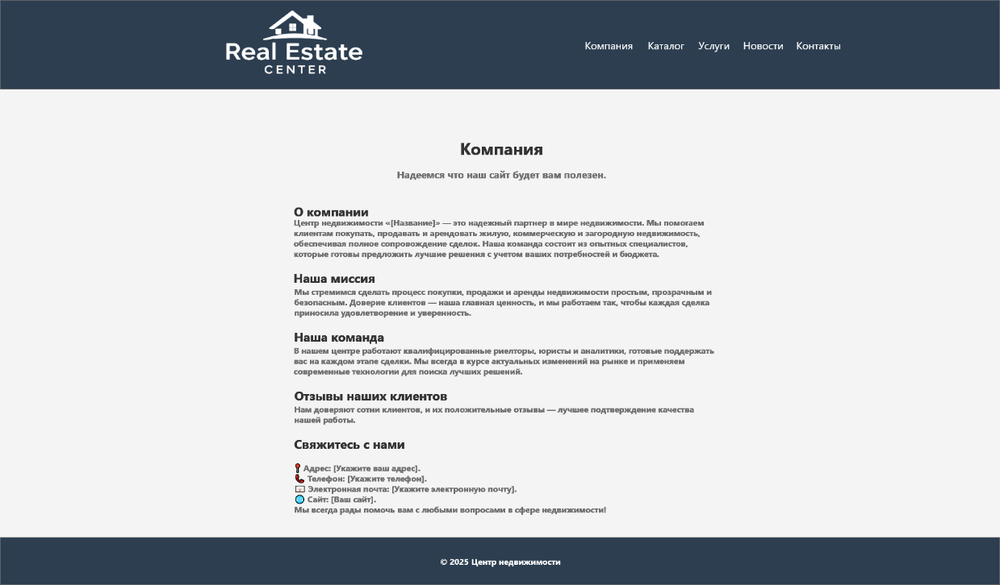 Real Estate
CENTER
Компания Каталог Услуги Новости Контакты
Компания
Надеемся что наш сайт будет вам полезен.
О компании
Центр недвижимости «[Название]» — это надежный партнер в мире недвижимости. Мы помогаем
клиентам покупать, продавать и арендовать жилую, коммерческую и загородную недвижимость,
обеспечивая полное сопровождение сделок. Наша команда состоит из опытных специалистов,
которые готовы предложить лучшие решения с учетом ваших потребностей и бюджета.
Наша миссия
Мы стремимся сделать процесс покупки, продажи и аренды недвижимости простым, прозрачным и
безопасным. Доверие клиентов — наша главная ценность, и мы работаем так, чтобы каждая сделка
приносила удовлетворение и уверенность.
Наша команда
В нашем центре работают квалифицированные риелторы, юристы и аналитики, готовые поддержать
вас на каждом этапе сделки. Мы всегда в курсе актуальных изменений на рынке и применяем
современные технологии для поиска лучших решений.
Отзывы наших клиентов
Нам доверяют сотни клиентов, и их положительные отзывы — лучшее подтверждение качества
нашей работы.
Свяжитесь с нами
Адрес: [Укажите ваш адрес].
Телефон: [Укажите телефон].
Электронная почта: [Укажите электронную почту].
Сайт: [Ваш сайт].
Мы всегда рады помочь вам с любыми вопросами в сфере недвижимости!
© 2025 Центр недвижимости